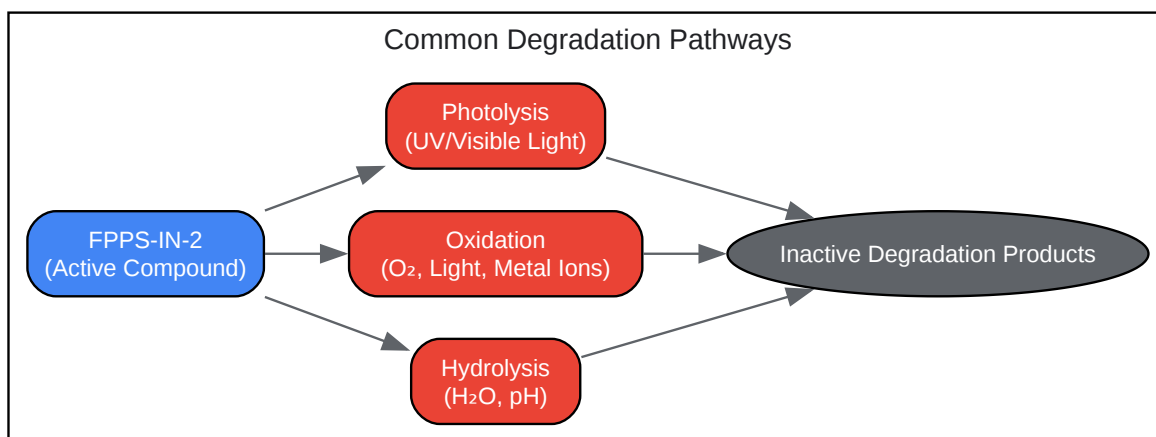 Common Degradation Pathways
Photolysis
(UV/Visible Light)
FPPS-IN-2
(Active Compound)
Oxidation
(O₂, Light, Metal Ions)
Inactive Degradation Products
Hydrolysis
(H₂O, pH)